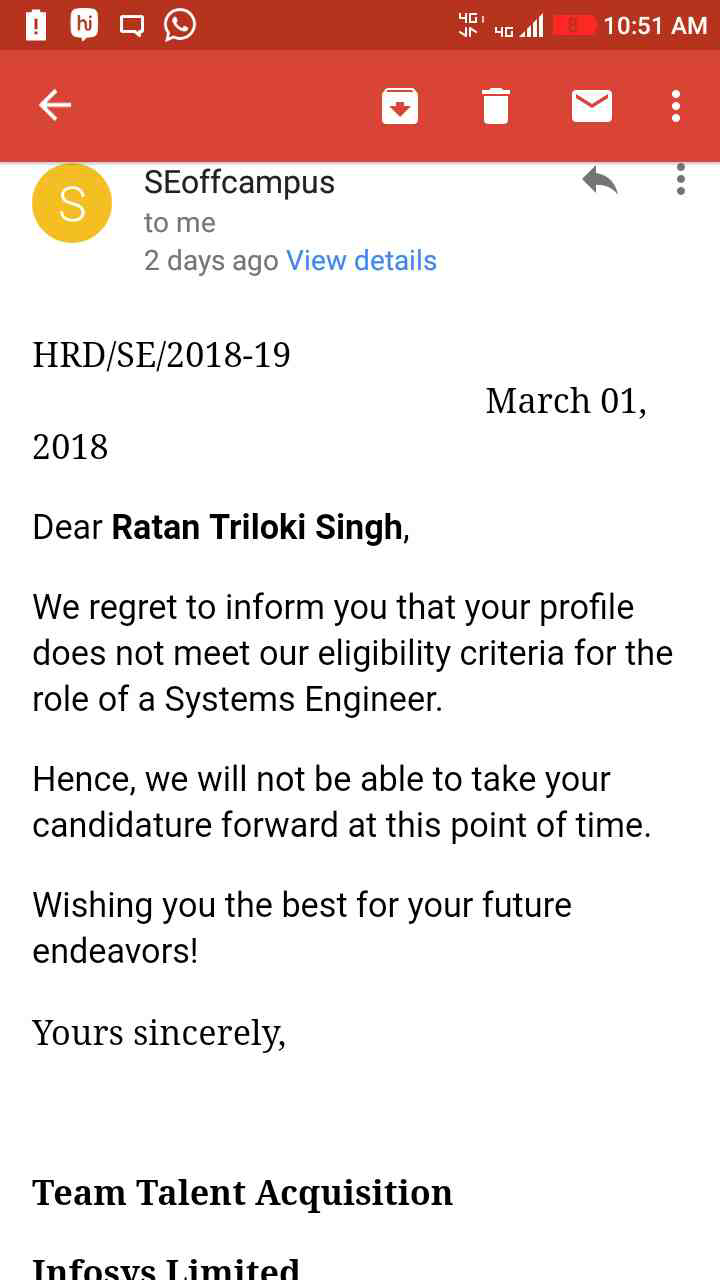 hi 4G 4G 8 10:51 AM
S
SEoffcampus
to me
2 days ago View details
HRD/SE/2018-19
March 01,
2018
Dear Ratan Triloki Singh,
We regret to inform you that your profile
does not meet our eligibility criteria for the
role of a Systems Engineer.
Hence, we will not be able to take your
candidature forward at this point of time.
Wishing you the best for your future
endeavors!
Yours sincerely,
Team Talent Acquisition
Infosys Limited